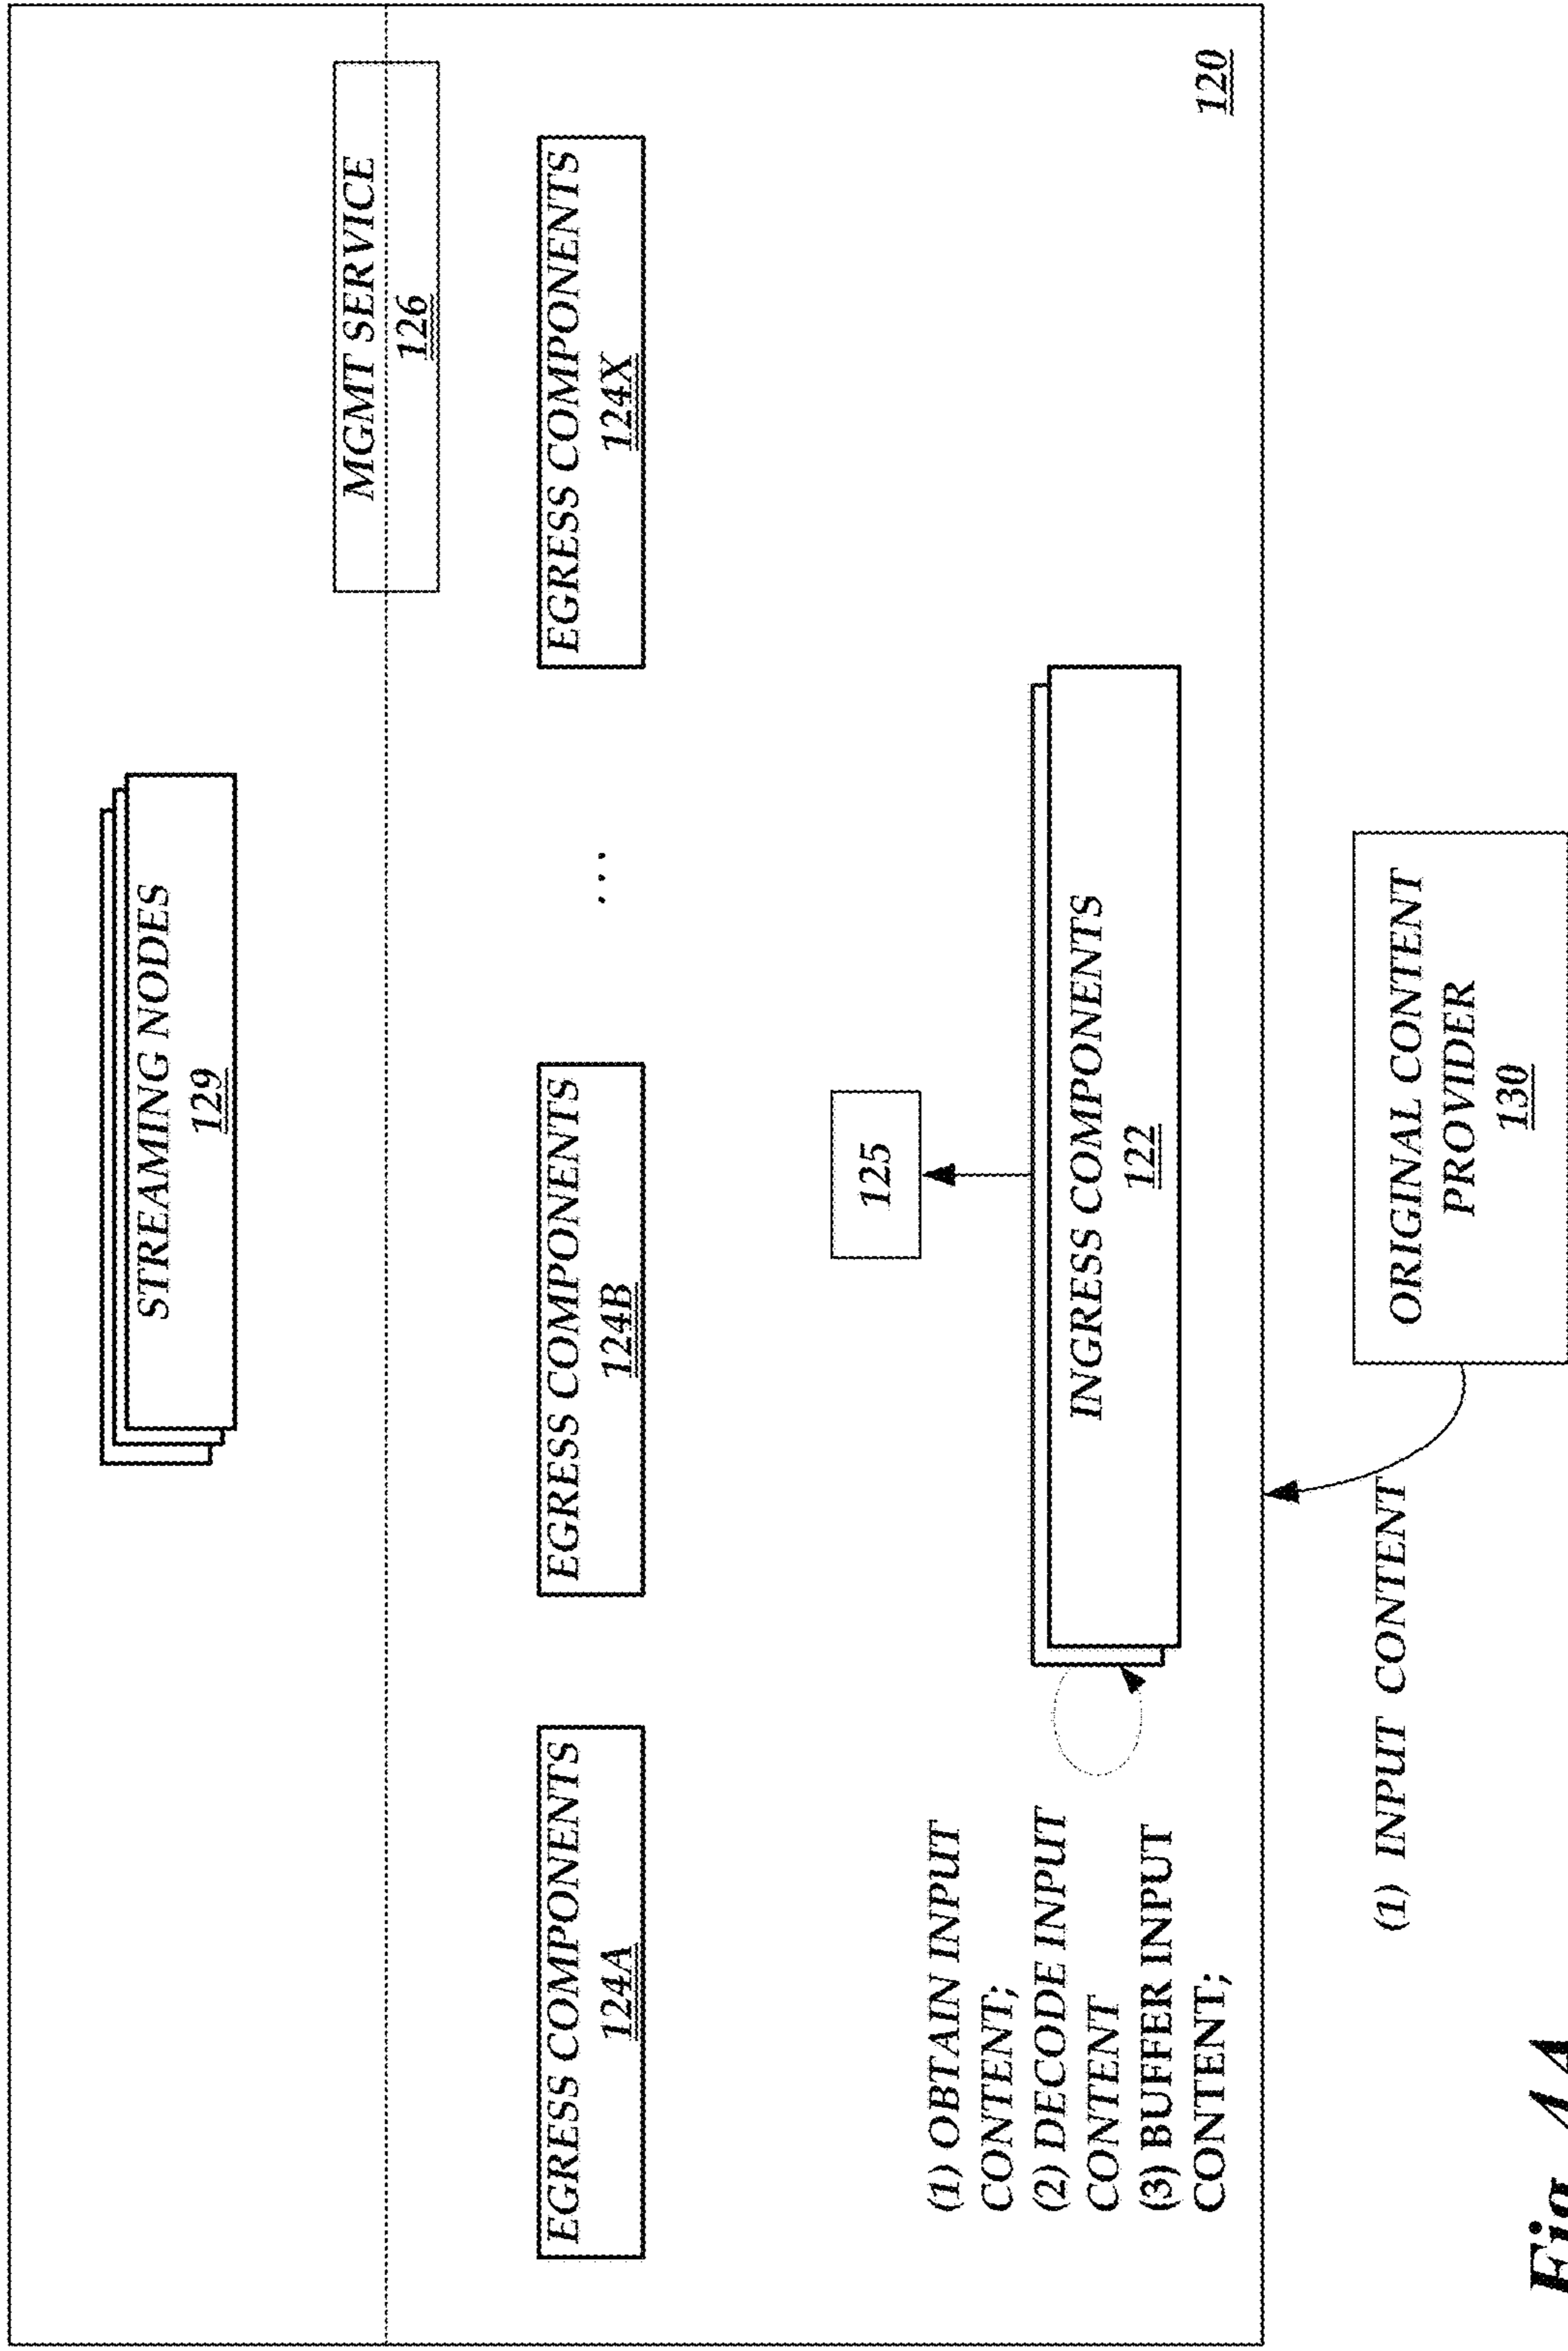 STREAMING NODES
129
MGMT SERVICE
126
EGRESS COMPONENTS
124A
EGRESS COMPONENTS
124B
...
EGRESS COMPONENTS
124X
125
(1) OBTAIN INPUT
CONTENT;
(2) DECODE INPUT
CONTENT
(3) BUFFER INPUT
CONTENT;
INGRESS COMPONENTS
122
120
(1) INPUT CONTENT
ORIGINAL CONTENT
PROVIDER
130
Fig. 4A